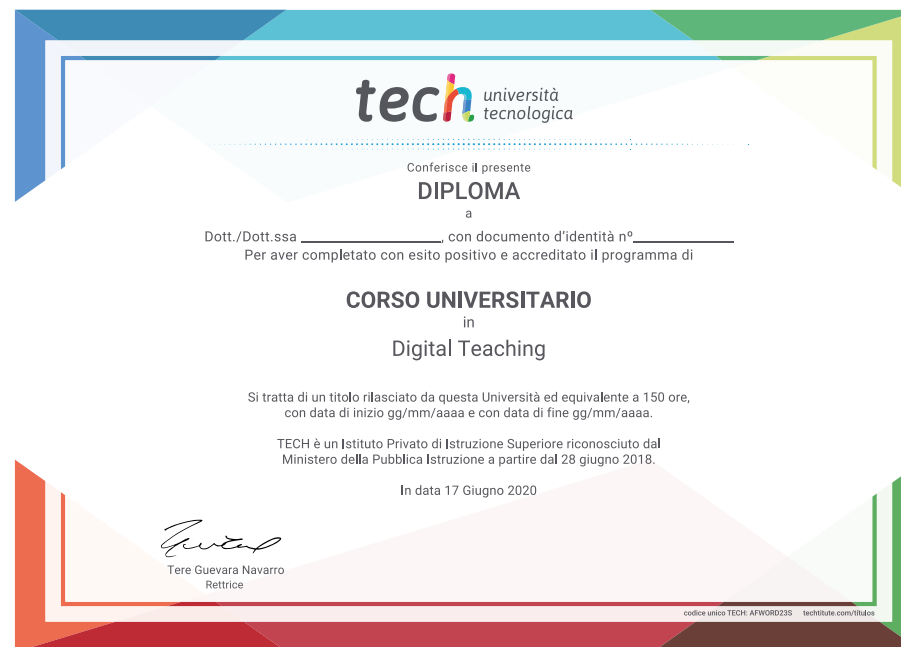 tech università
tecnologica
Conferisce il presente
DIPLOMA
a
Dott./Dott.ssa ____________________, con documento d'identità nº______________
Per aver completato con esito positivo e accreditato il programma di
CORSO UNIVERSITARIO
in
Digital Teaching
Si tratta di un titolo rilasciato da questa Università ed equivalente a 150 ore,
con data di inizio gg/mm/aaaa e con data di fine gg/mm/aaaa.
TECH è un Istituto Privato di Istruzione Superiore riconosciuto dal
Ministero della Pubblica Istruzione a partire dal 28 giugno 2018.
In data 17 Giugno 2020
Tere Guevara Navarro
Rettrice
codice unico TECH: AFWORD23S techtitute.com/titulos